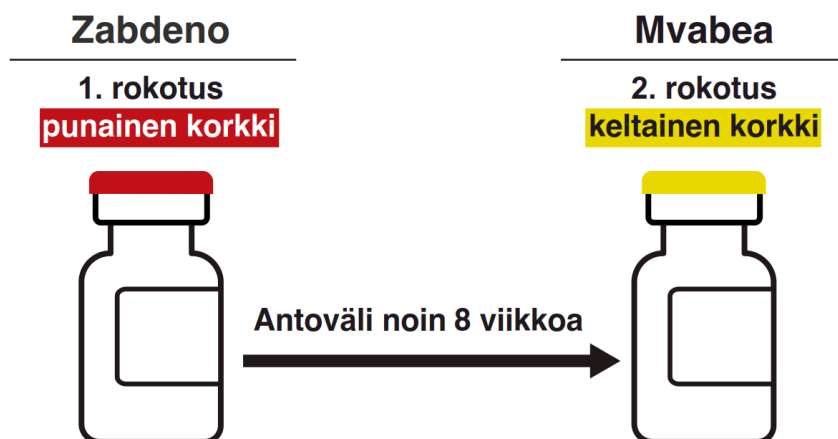 Zabdeno
1. rokotus
punainen korkki
Mvabea
2. rokotus
keltainen korkki
Antoväli noin 8 viikkoa